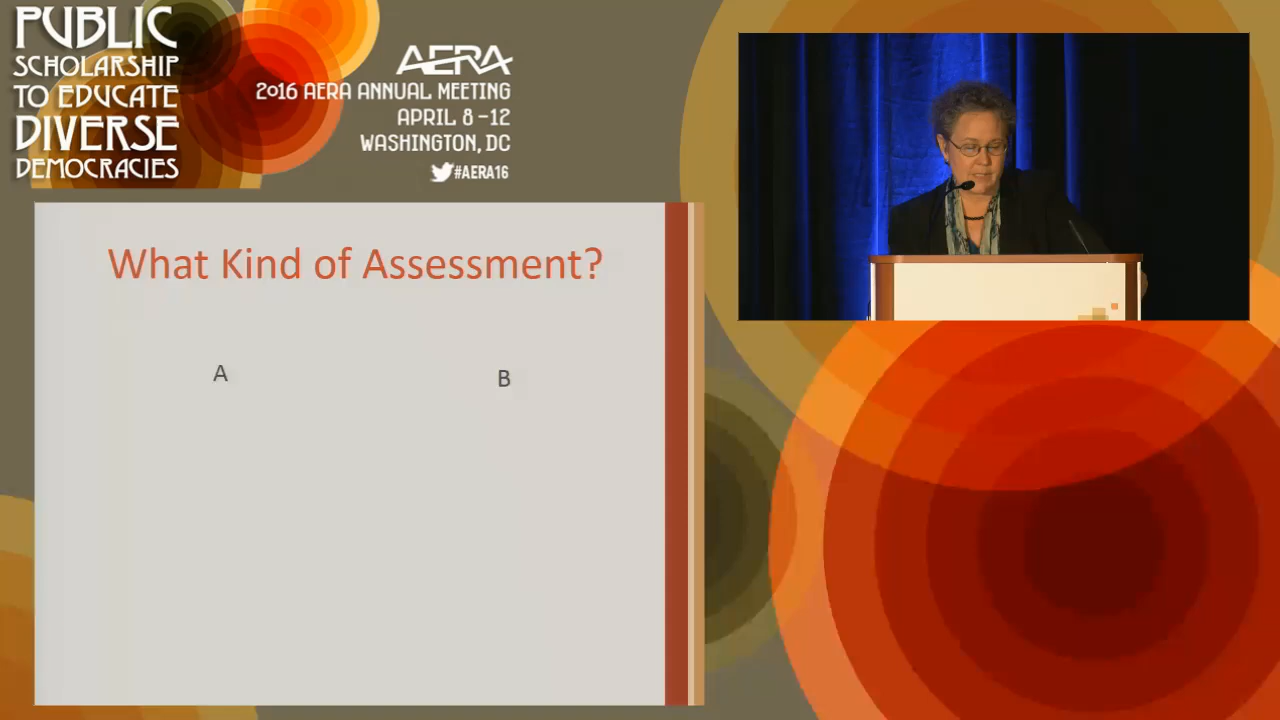 PUBLIC
SCHOLARSHIP
TO EDUCATE
DIVERSE
DEMOCRACIES
AERA
2016 AERA ANNUAL MEETING
APRIL 8-12
WASHINGTON, DC
#AERA16
What Kind of Assessment?
A
B